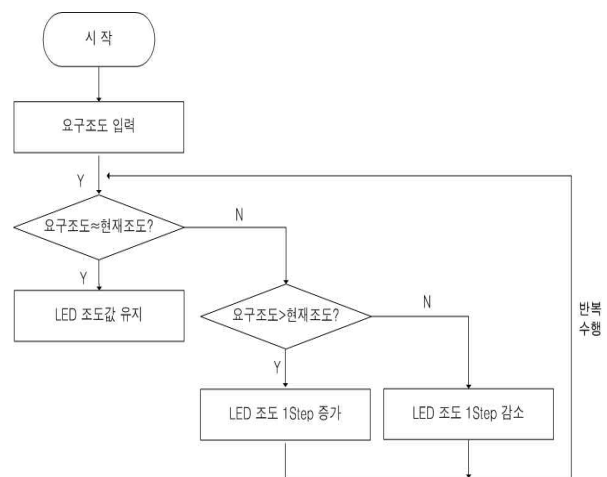 시 작
요구조도 입력
Y
요구조도≈현재조도?
N
Y
LED 조도값 유지
요구조도>현재조도?
N
반복
수행
Y
LED 조도 1Step 증가
LED 조도 1Step 감소